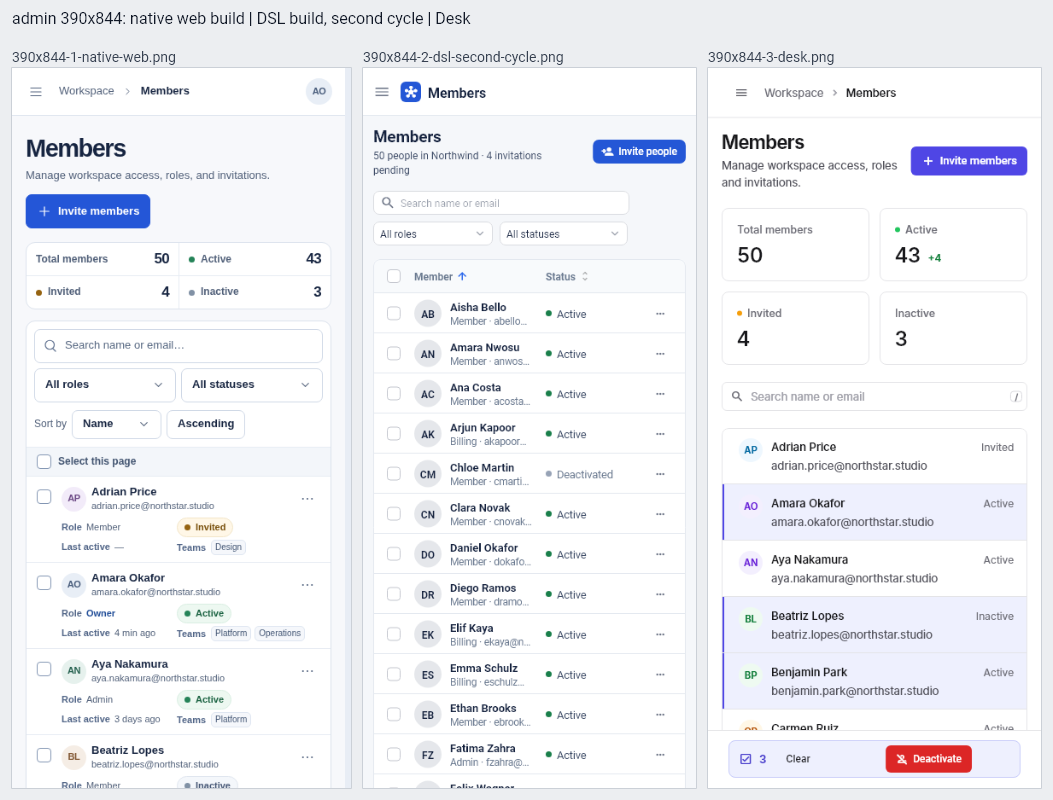 admin 390x844: native web build | DSL build, second cycle | Desk
390x844-1-native-web.png
Workspace › Members
AO
Members
Manage workspace access, roles, and invitations.
+ Invite members
Total members 50
Active 43
Invited 4
Inactive 3
Search name or email...
All roles
All statuses
Sort by Name Ascending
Select this page
AP Adrian Price ...
adrian.price@northstar.studio
Role Member Invited
Last active — Teams Design
AO Amara Okafor ...
amara.okafor@northstar.studio
Role Owner Active
Last active 4 min ago Teams Platform Operations
AN Aya Nakamura ...
aya.nakamura@northstar.studio
Role Admin Active
Last active 3 days ago Teams Platform
BL Beatriz Lopes ...
beatriz.lopes@northstar.studio
Role Member Inactive
390x844-2-dsl-second-cycle.png
Members
Members
50 people in Northwind · 4 invitations
pending
Invite people
Search name or email
All roles
All statuses
Member ↑ Status
AB Aisha Bello Active ...
Member · abello...
AN Amara Nwosu Active ...
Member · anwos...
AC Ana Costa Active ...
Member · acosta...
AK Arjun Kapoor Active ...
Billing · akapoor...
CM Chloe Martin Deactivated ...
Member · cmarti...
CN Clara Novak Active ...
Member · cnovak...
DO Daniel Okafor Active ...
Member · dokafo...
DR Diego Ramos Active ...
Member · dramo...
EK Elif Kaya Active ...
Billing · ekaya@n...
ES Emma Schulz Active ...
Billing · eschulz...
EB Ethan Brooks Active ...
Member · ebrook...
FZ Fatima Zahra Active ...
Admin · fzahra@...
Felix Wagner
390x844-3-desk.png
Workspace › Members
Members
Manage workspace access, roles
and invitations.
+ Invite members
Total members
50
Active
43 +4
Invited
4
Inactive
3
Search name or email /
AP Adrian Price Invited
adrian.price@northstar.studio
AO Amara Okafor Active
amara.okafor@northstar.studio
AN Aya Nakamura Active
aya.nakamura@northstar.studio
BL Beatriz Lopes Inactive
beatriz.lopes@northstar.studio
BP Benjamin Park Active
benjamin.park@northstar.studio
Carmen Ruiz Active
3 Clear Deactivate